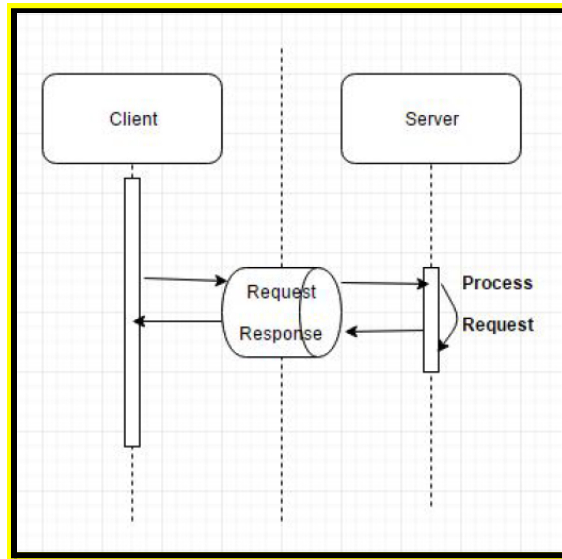 Client
Server
Request
Response
Process
Request